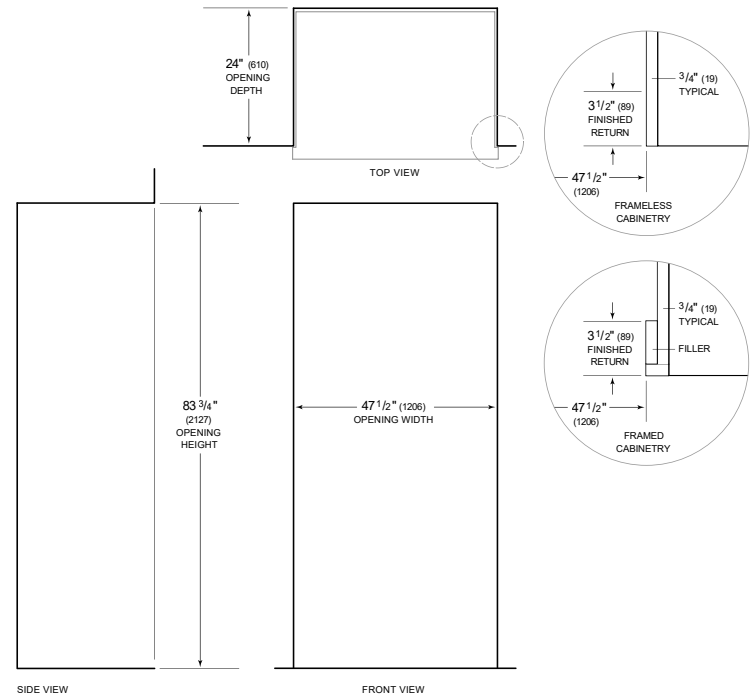 24" (610)
OPENING
DEPTH
TOP VIEW
3/4" (19)
TYPICAL
3 1/2" (89)
FINISHED
RETURN
47 1/2"
(1206)
FRAMELESS
CABINETRY
3/4" (19)
TYPICAL
3 1/2" (89)
FINISHED
RETURN
FILLER
47 1/2"
(1206)
FRAMED
CABINETRY
83 3/4"
(2127)
OPENING
HEIGHT
47 1/2" (1206)
OPENING WIDTH
SIDE VIEW
FRONT VIEW